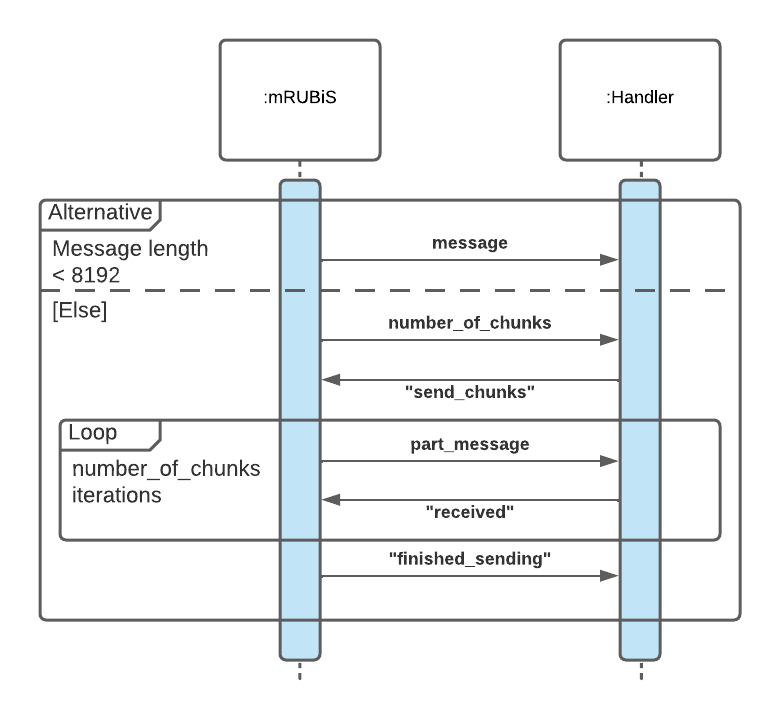 :mRUBiS
:Handler
Alternative
Message length
< 8192
message
[Else]
number_of_chunks
"send_chunks"
Loop
number_of_chunks
iterations
part_message
"received"
"finished_sending"